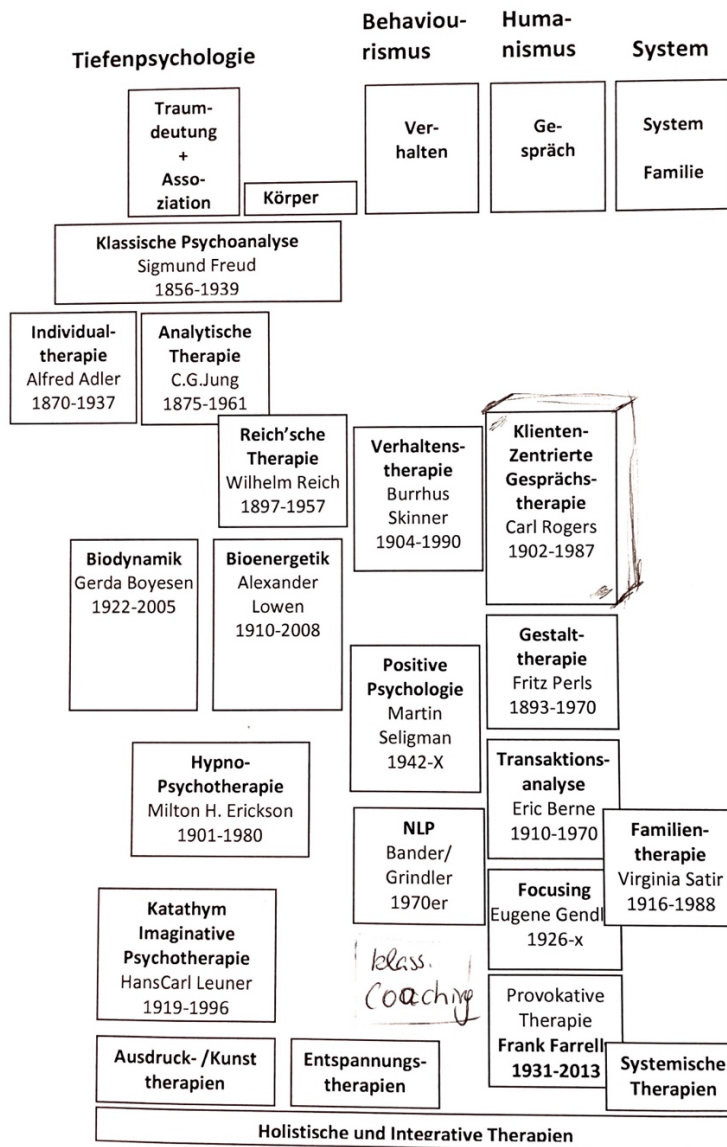 Tiefenpsychologie
Behaviou-
rismus
Huma-
nismus
System
Traum-
deutung
+
Asso-
ziation
Körper
Ver-
halten
Ge-
spräch
System
Familie
Klassische Psychoanalyse
Sigmund Freud
1856-1939
Individual-
therapie
Alfred Adler
1870-1937
Analytische
Therapie
C.G.Jung
1875-1961
Reich'sche
Therapie
Wilhelm Reich
1897-1957
Verhaltens-
therapie
Burrhus
Skinner
1904-1990
Klienten-
Zentrierte
Gesprächs-
therapie
Carl Rogers
1902-1987
Biodynamik
Gerda Boyesen
1922-2005
Bioenergetik
Alexander
Lowen
1910-2008
Positive
Psychologie
Martin
Seligman
1942-X
Gestalt-
therapie
Fritz Perls
1893-1970
Hypno-
Psychotherapie
Milton H. Erickson
1901-1980
Transaktions-
analyse
Eric Berne
1910-1970
NLP
Bander/
Grindler
1970er
Familien-
therapie
Virginia Satir
1916-1988
Focusing
Eugene Gendl
1926-x
Katathym
Imaginative
Psychotherapie
HansCarl Leuner
1919-1996
klass.
Coaching
Provokative
Therapie
Frank Farrell
1931-2013
Ausdruck- /Kunst
therapien
Entspannungs-
therapien
Systemische
Therapien
Holistische und Integrative Therapien